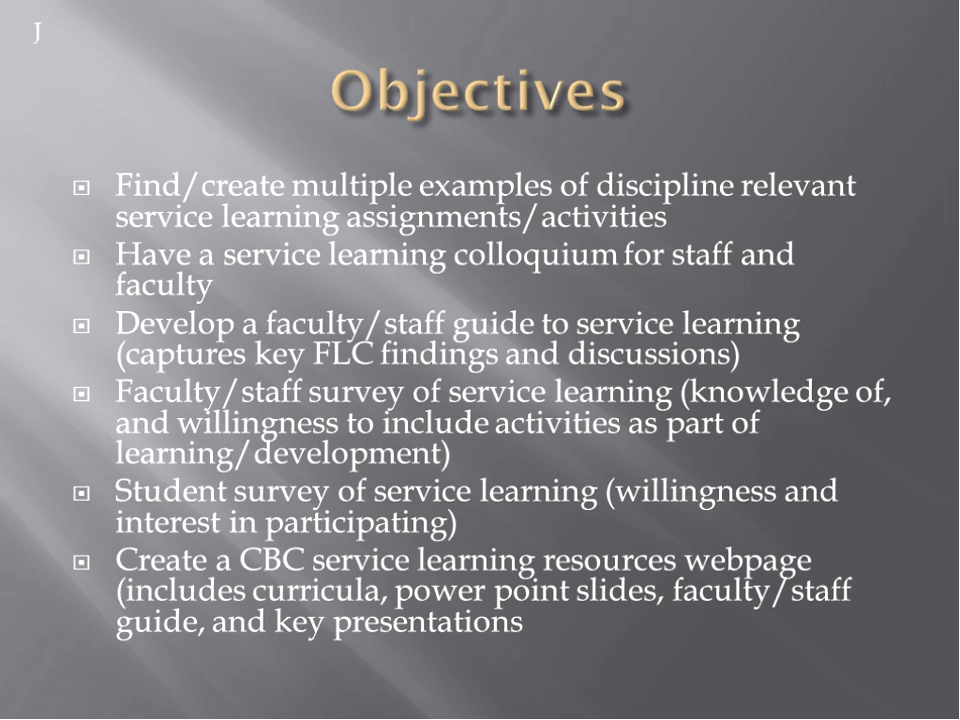 J
Objectives
Find/create multiple examples of discipline relevant
service learning assignments/activities
Have a service learning colloquium for staff and
faculty
Develop a faculty/staff guide to service learning
(captures key FLC findings and discussions)
Faculty/staff survey of service learning (knowledge of,
and willingness to include activities as part of
learning/development)
Student survey of service learning (willingness and
interest in participating)
Create a CBC service learning resources webpage
(includes curricula, power point slides, faculty/staff
guide, and key presentations